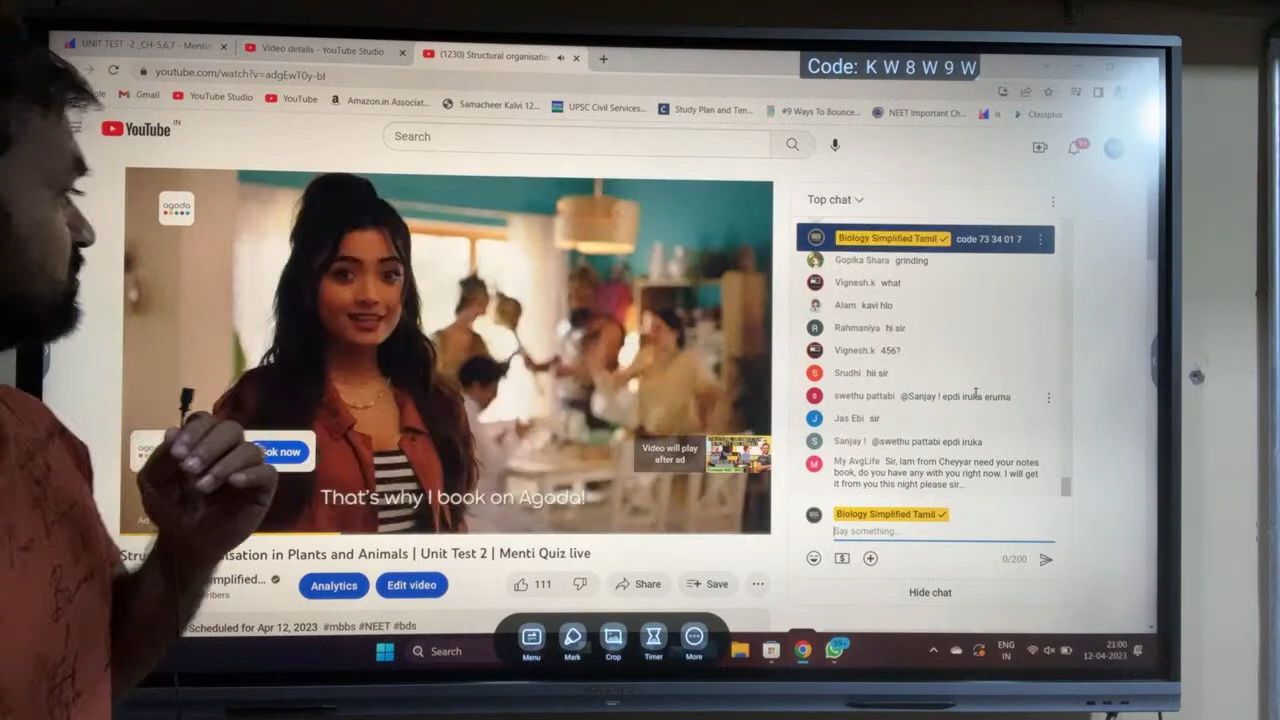 UNIT TEST -2 _CH-5,6,7 - Mentim
Video details - YouTube Studio
(1230) Structural organisatio
Code: K W 8 W 9 W
youtube.com/watch?v=adgEwT0y-bI
Gmail
YouTube Studio
YouTube
Amazon.in Associat...
Samacheer Kalvi 12...
UPSC Civil Services...
Study Plan and Tim...
#9 Ways To Bounce...
NEET Important Ch...
is
Classplus
YouTube IN
Search
agoda
Top chat
Biology Simplified Tamil code 73 34 01 7
Gopika Shara grinding
Vignesh.k what
Alam kavi hlo
Rahmaniya hi sir
Vignesh.k 456?
Srudhi hii sir
swethu pattabi @Sanjay ! epdi iruka eruma
Jas Ebi sir
Sanjay ! @swethu pattabi epdi iruka
My AvgLife Sir, Iam from Cheyyar need your notes
book, do you have any with you right now. I will get
it from you this night please sir...
ok now
Video will play
after ad
That's why I book on Agoda!
Biology Simplified Tamil
Say something...
0/200
Hide chat
isation in Plants and Animals | Unit Test 2 | Menti Quiz live
mplified...
ribers
Analytics
Edit video
111
Share
Save
Scheduled for Apr 12, 2023 #mbbs #NEET #bds
Menu
Mark
Crop
Timer
More
Search
99+
ENG
IN
21:00
12-04-2023